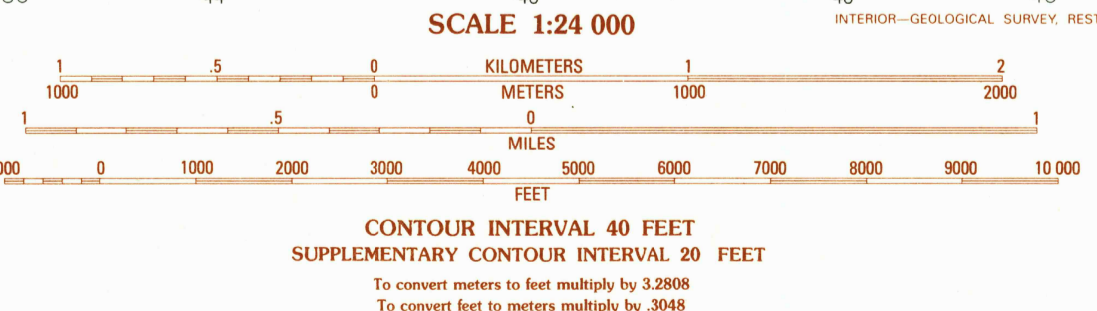 SCALE 1:24 000
INTERIOR—GEOLOGICAL SURVEY, REST
1 .5 0 KILOMETERS 1 2
1000 0 METERS 1000 2000
1 .5 0 1
MILES
000 0 1000 2000 3000 4000 5000 6000 7000 8000 9000 10 000
FEET
CONTOUR INTERVAL 40 FEET
SUPPLEMENTARY CONTOUR INTERVAL 20 FEET
To convert meters to feet multiply by 3.2808
To convert feet to meters multiply by .3048